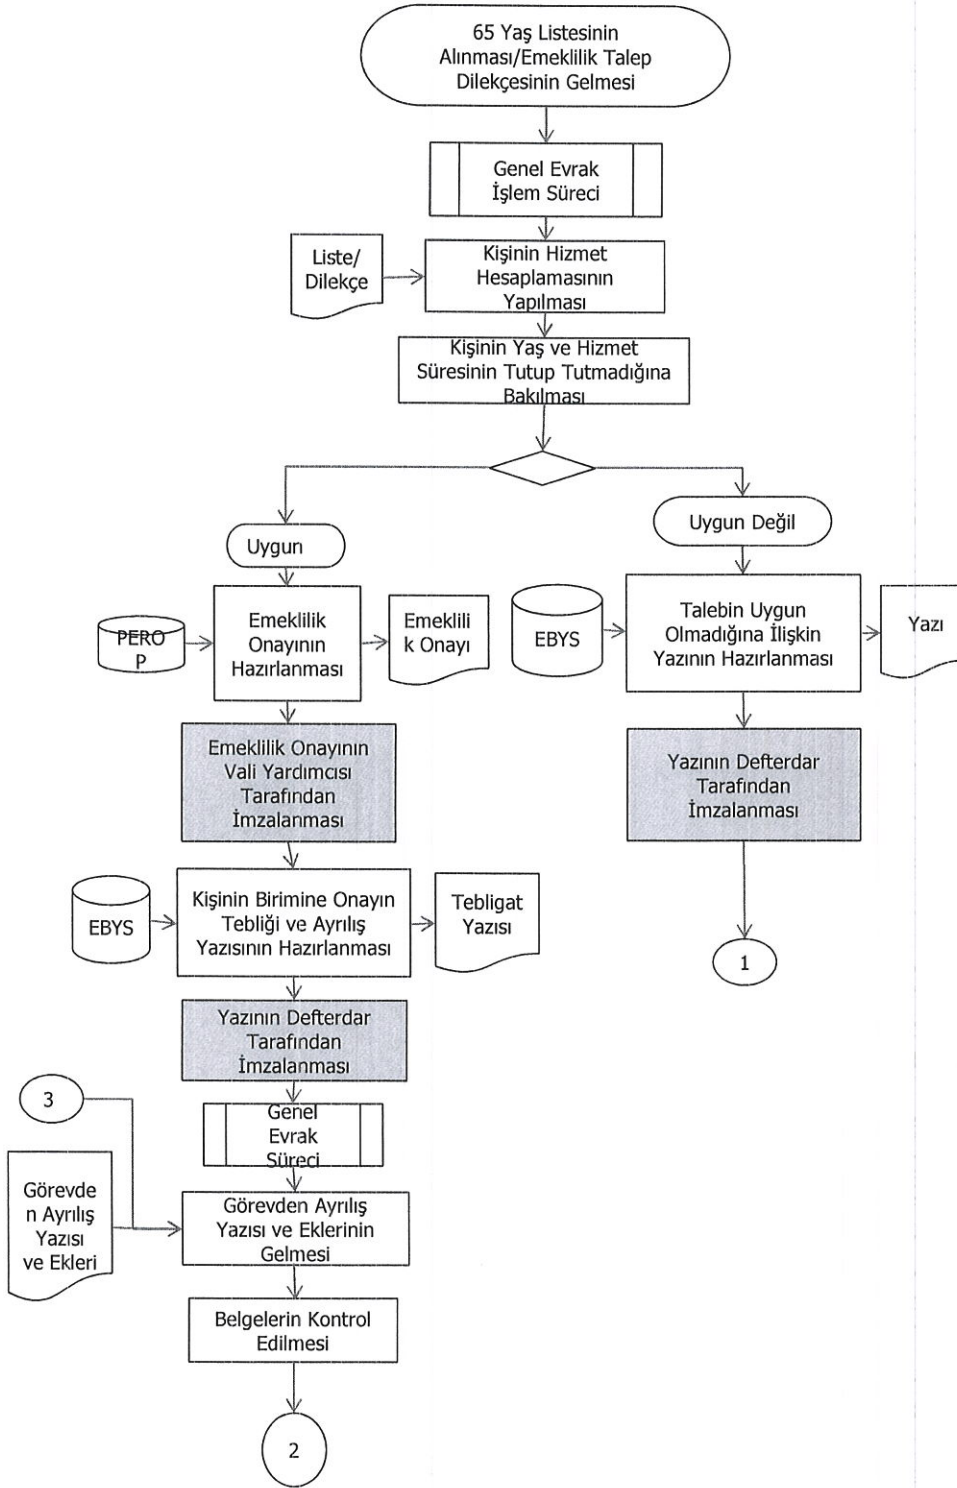 65 Yaş Listesinin
Alınması/Emeklilik Talep
Dilekçesinin Gelmesi
Genel Evrak
İşlem Süreci
Liste/
Dilekçe
Kişinin Hizmet
Hesaplamasının
Yapılması
Kişinin Yaş ve Hizmet
Süresinin Tutup Tutmadığına
Bakılması
Uygun
Uygun Değil
PERO
P
Emeklilik
Onayının
Hazırlanması
Emeklili
k Onayı
EBYS
Talebin Uygun
Olmadığına İlişkin
Yazının Hazırlanması
Yazı
Emeklilik Onayının
Vali Yardımcısı
Tarafından
İmzalanması
Yazının Defterdar
Tarafından
İmzalanması
EBYS
Kişinin Birimine Onayın
Tebliği ve Ayrılış
Yazısının Hazırlanması
Tebligat
Yazısı
1
Yazının Defterdar
Tarafından
İmzalanması
3
Genel
Evrak
Süreci
Görevde
n Ayrılış
Yazısı
ve Ekleri
Görevden Ayrılış
Yazısı ve Eklerinin
Gelmesi
Belgelerin Kontrol
Edilmesi
2